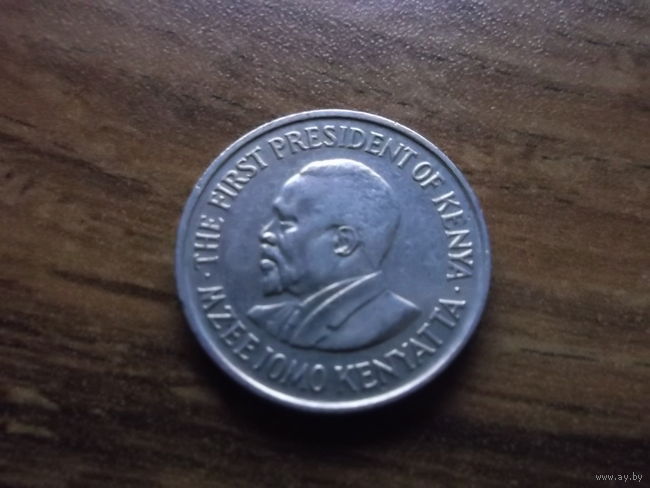 · THE FIRST PRESIDENT OF KENYA ·
MZEE JOMO KENYATTA
www.ay.by